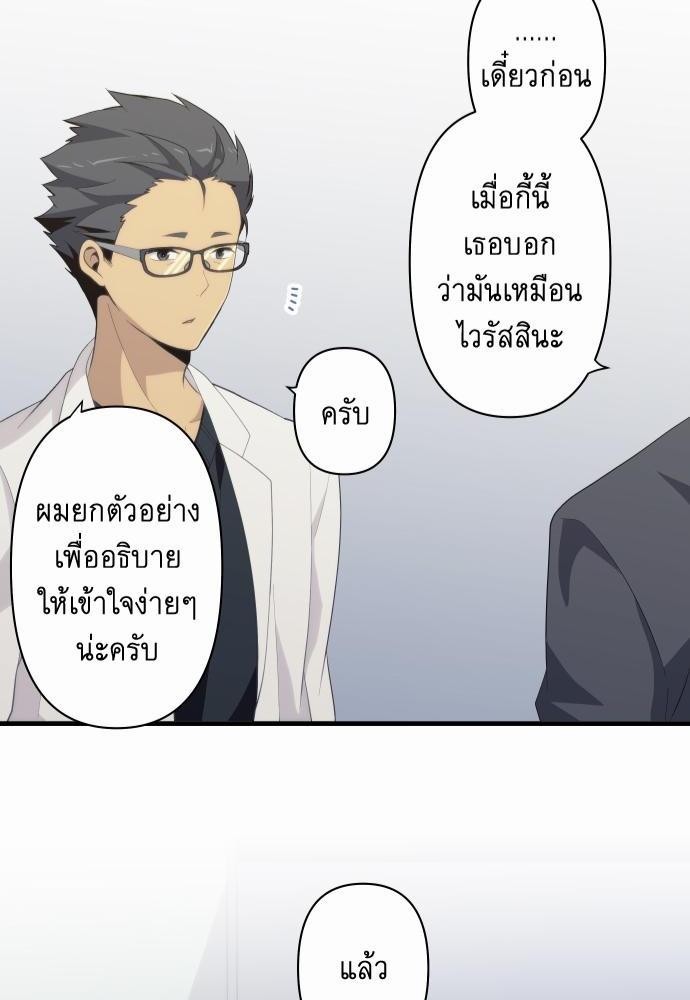 ......
เดี๋ยวก่อน
เมื่อกี้นี้
เธอบอก
ว่ามันเหมือน
ไวรัสสินะ
ครับ
ผมยกตัวอย่าง
เพื่ออธิบาย
ให้เข้าใจง่ายๆ
น่ะครับ
แล้ว